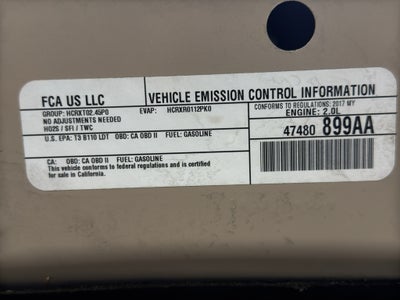 FCA US LLC
VEHICLE EMISSION CONTROL INFORMATION
GROUP: HCRXT02.45P0 EVAP: HCRXR0112PK0
NO ADJUSTMENTS NEEDED
HO2S / SFI / TWC
U.S. EPA: T3 B110 LDT OBD: CA OBD II FUEL: GASOLINE
CA: OBD: CA OBD II FUEL: GASOLINE
This vehicle conforms to federal regulations and is certified
for sale in California.
CONFORMS TO REGULATIONS: 2017 MY
ENGINE: 2.0L
47480 899AA